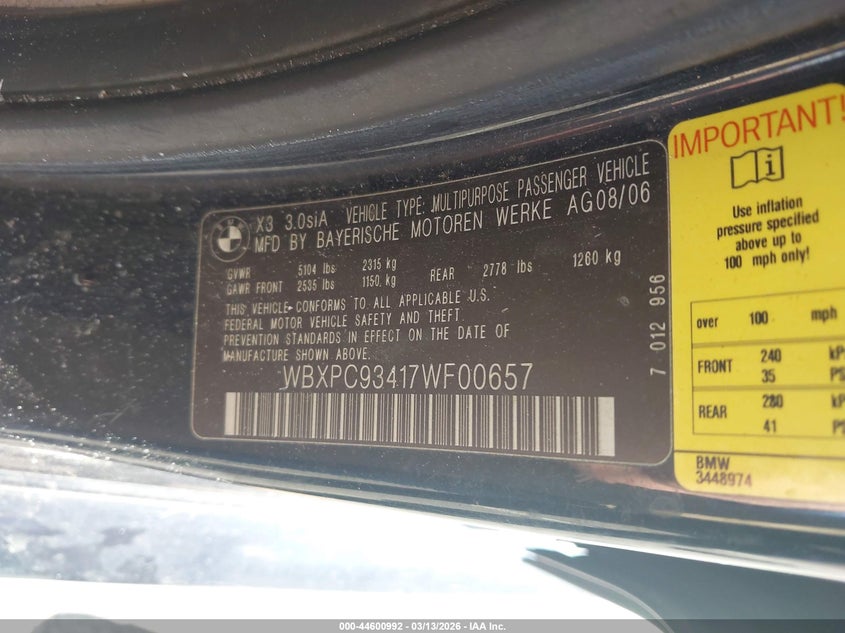 X3 3.0siA VEHICLE TYPE: MULTIPURPOSE PASSENGER VEHICLE
MFD BY BAYERISCHE MOTOREN WERKE AG 08/06
GVWR 5104 lbs 2315 kg
GAWR FRONT 2535 lbs 1150 kg REAR 2778 lbs 1260 kg
THIS VEHICLE CONFORMS TO ALL APPLICABLE U.S.
FEDERAL MOTOR VEHICLE SAFETY AND THEFT
PREVENTION STANDARDS IN EFFECT ON THE DATE OF
MANUFACTURE SHOWN ABOVE.
WBXPC93417WF00657
7 012 956
IMPORTANT!
i
Use inflation
pressure specified
above up to
100 mph only!
over 100 mph
FRONT 240
35
REAR 280
41
BMW
3448974
000-44600992 | 03/13/2026 - IAA Inc.